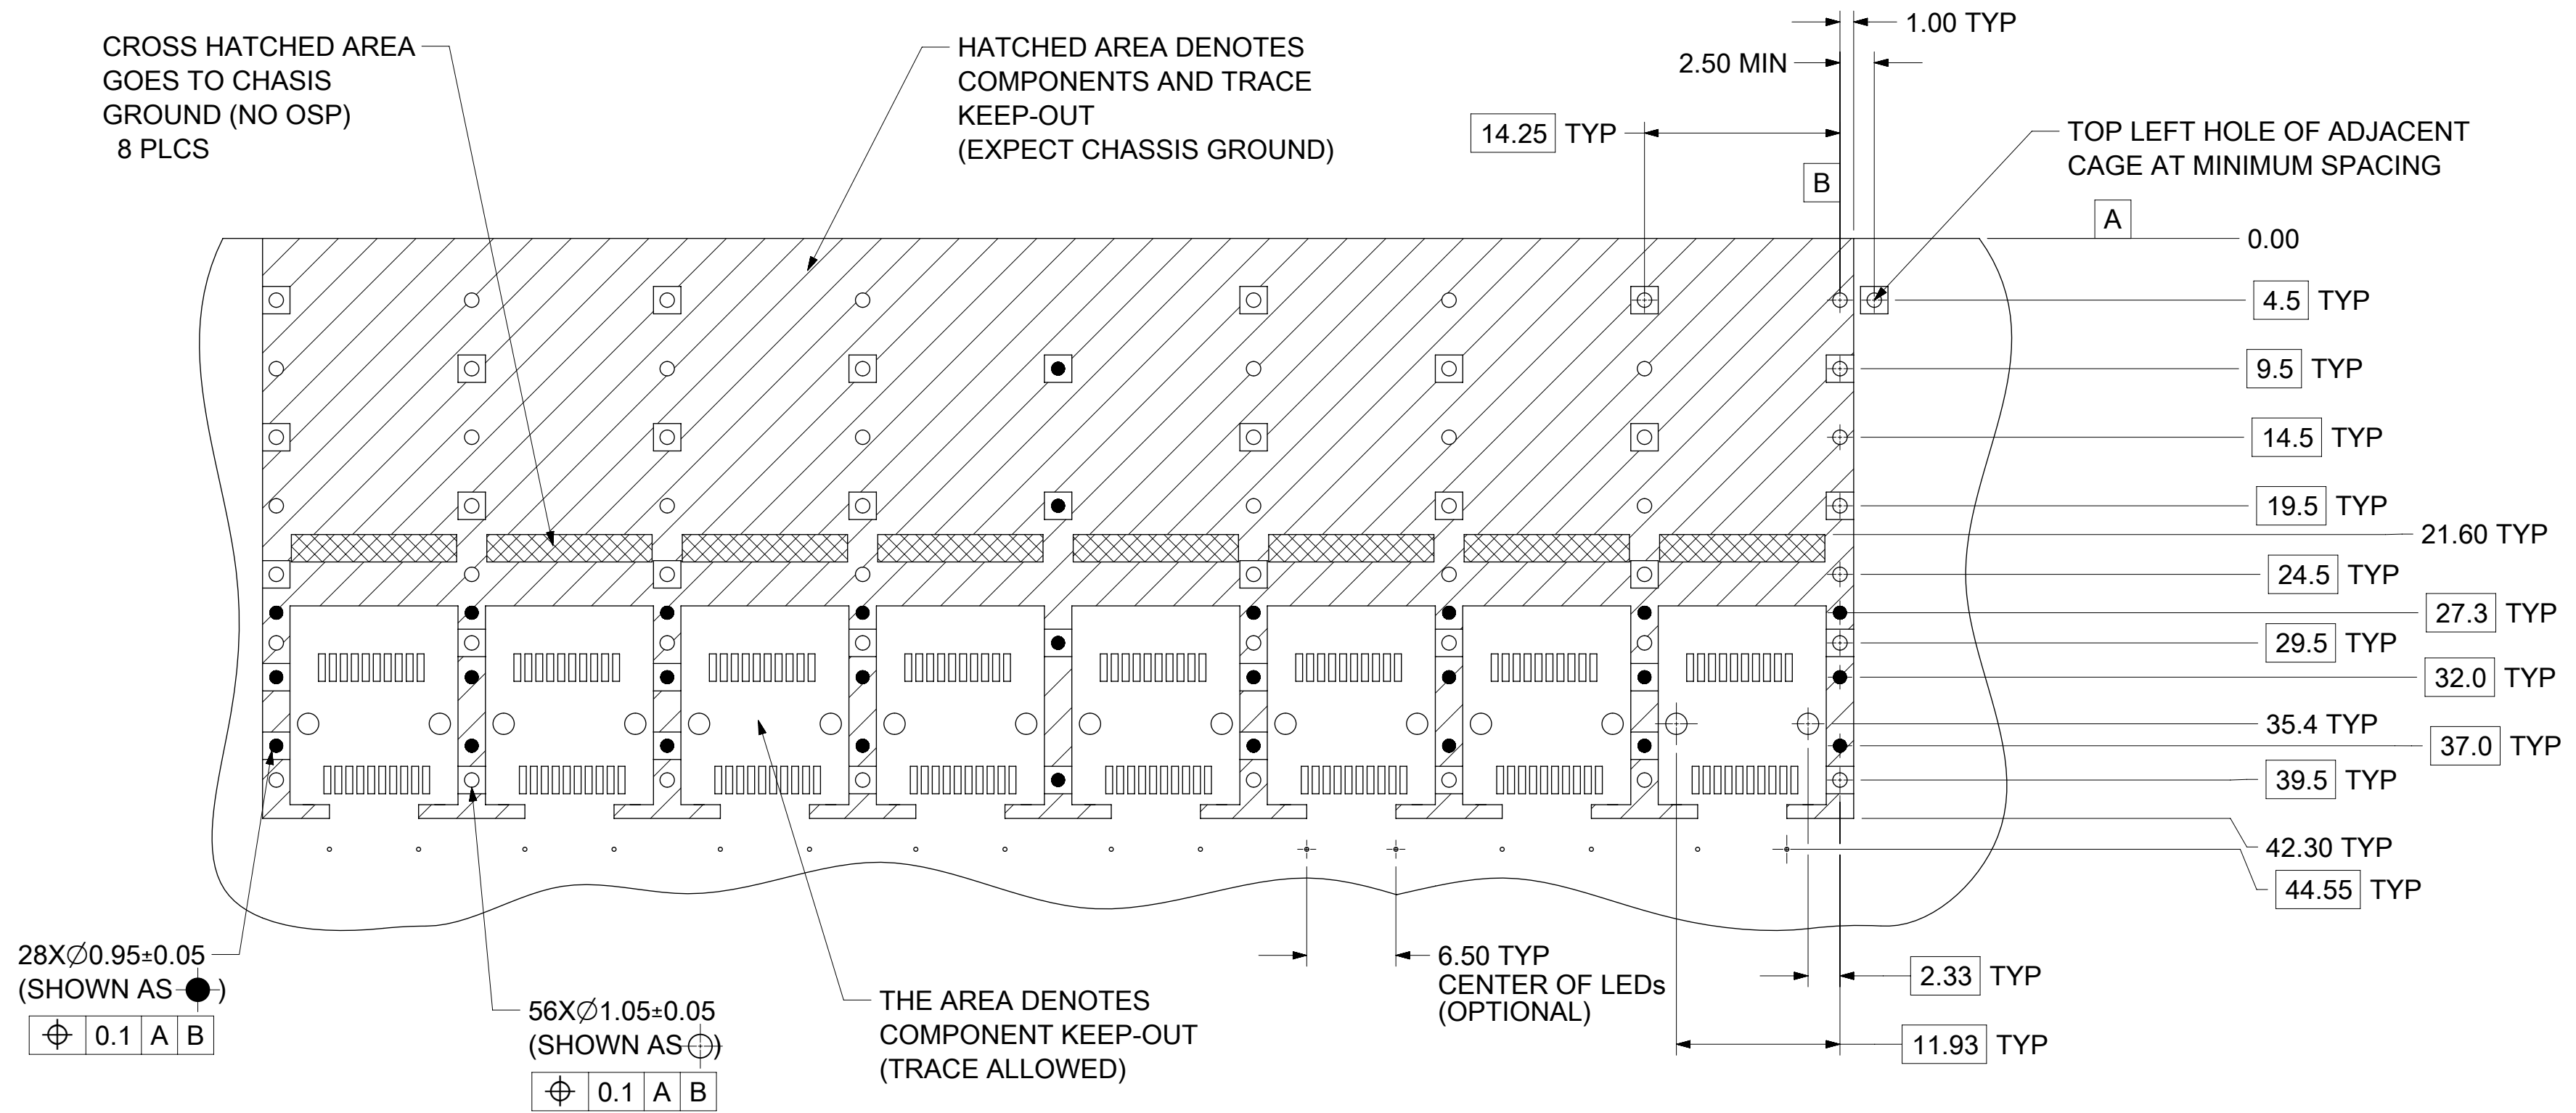 CROSS HATCHED AREA
GOES TO CHASIS
GROUND (NO OSP)
8 PLCS
HATCHED AREA DENOTES
COMPONENTS AND TRACE
KEEP-OUT
(EXPECT CHASSIS GROUND)
1.00 TYP
2.50 MIN
14.25 TYP
B
TOP LEFT HOLE OF ADJACENT
CAGE AT MINIMUM SPACING
A
0.00
4.5 TYP
9.5 TYP
14.5 TYP
19.5 TYP
21.60 TYP
24.5 TYP
27.3 TYP
29.5 TYP
32.0 TYP
35.4 TYP
37.0 TYP
39.5 TYP
42.30 TYP
44.55 TYP
28X∅0.95±0.05
(SHOWN AS ● )
⌖ 0.1 A B
56X∅1.05±0.05
(SHOWN AS ○ )
⌖ 0.1 A B
THE AREA DENOTES
COMPONENT KEEP-OUT
(TRACE ALLOWED)
6.50 TYP
CENTER OF LEDs
(OPTIONAL)
2.33 TYP
11.93 TYP